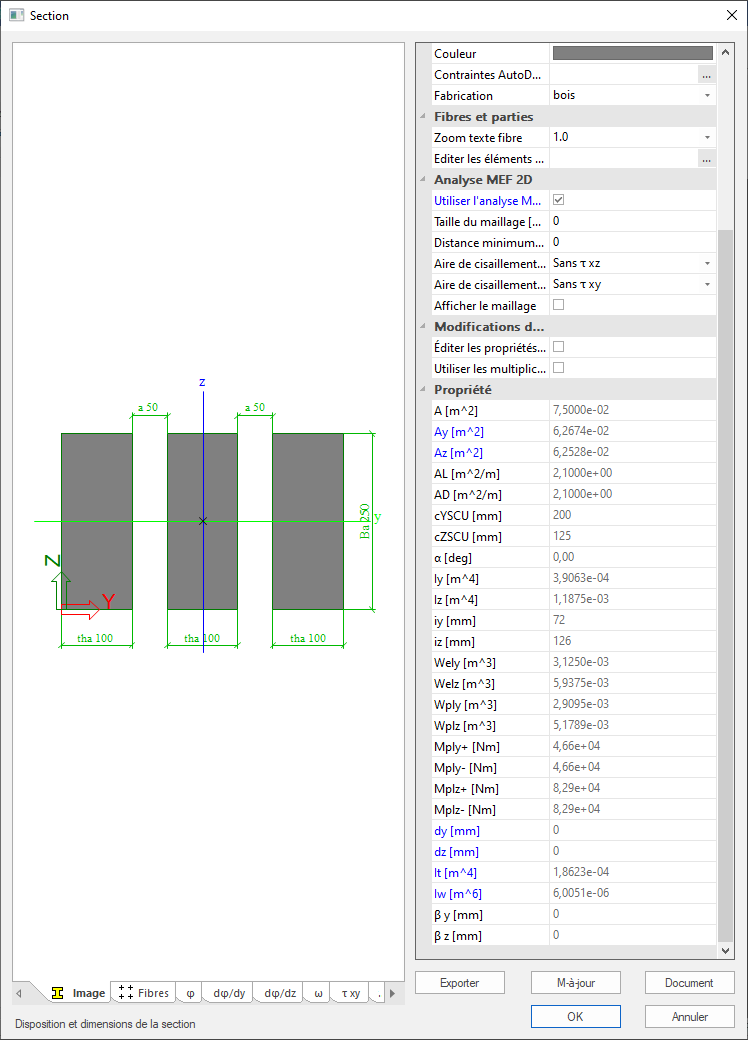 Section
z
a 50
a 50
Ba 250
y
Z
Y
tha 100
tha 100
tha 100
Image
Fibres
φ
dφ/dy
dφ/dz
ω
τ xy
.
Disposition et dimensions de la section
Couleur
Contraintes AutoD... ...
Fabrication bois
Fibres et parties
Zoom texte fibre 1.0
Editer les éléments ... ...
Analyse MEF 2D
Utiliser l'analyse M...
Taille du maillage [... 0
Distance minimum... 0
Aire de cisaillement... Sans τ xz
Aire de cisaillement... Sans τ xy
Afficher le maillage
Modifications d...
Éditer les propriétés...
Utiliser les multiplic...
Propriété
A [m^2] 7,5000e-02
Ay [m^2] 6,2674e-02
Az [m^2] 6,2528e-02
AL [m^2/m] 2,1000e+00
AD [m^2/m] 2,1000e+00
cYSCU [mm] 200
cZSCU [mm] 125
α [deg] 0,00
Iy [m^4] 3,9063e-04
Iz [m^4] 1,1875e-03
iy [mm] 72
iz [mm] 126
Wely [m^3] 3,1250e-03
Welz [m^3] 5,9375e-03
Wply [m^3] 2,9095e-03
Wplz [m^3] 5,1789e-03
Mply+ [Nm] 4,66e+04
Mply- [Nm] 4,66e+04
Mplz+ [Nm] 8,29e+04
Mplz- [Nm] 8,29e+04
dy [mm] 0
dz [mm] 0
It [m^4] 1,8623e-04
Iw [m^6] 6,0051e-06
β y [mm] 0
β z [mm] 0
Exporter
M-à-jour
Document
OK
Annuler